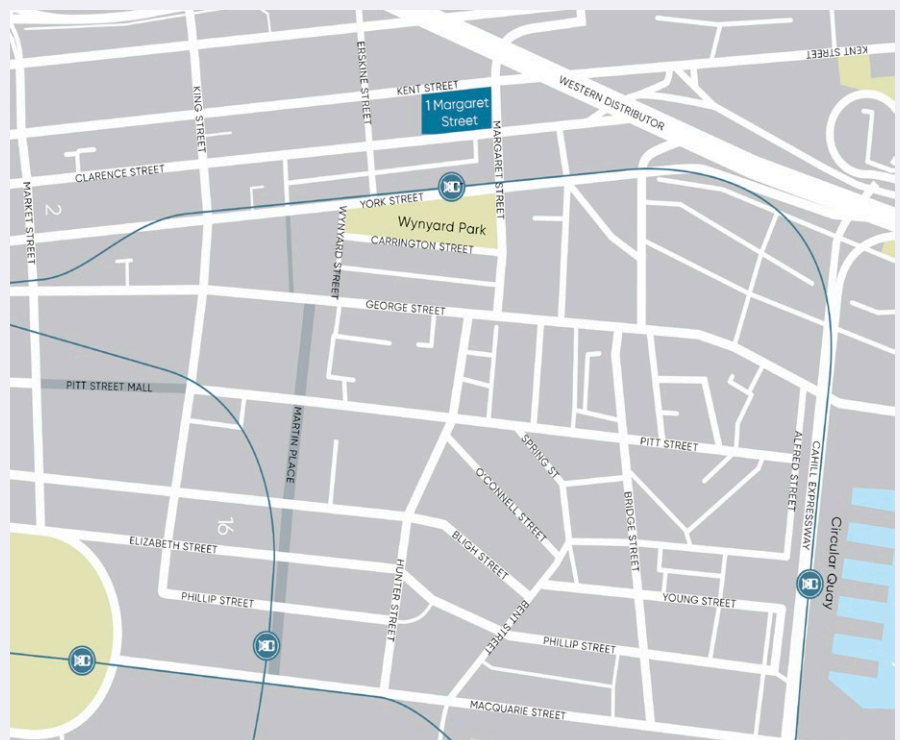 KENT STREET
ERSKINE STREET
KENT STREET
WESTERN DISTRIBUTOR
1 Margaret
Street
KING STREET
MARGARET STREET
CLARENCE STREET
MARKET STREET
2
YORK STREET
Wynyard Park
WYNYARD STREET
CARRINGTON STREET
GEORGE STREET
PITT STREET MALL
MARTIN PLACE
PITT STREET
SPRING ST
ALFRED STREET
CAHILL EXPRESSWAY
O'CONNELL STREET
BRIDGE STREET
16
BLIGH STREET
ELIZABETH STREET
Circular Quay
HUNTER STREET
PHILLIP STREET
YOUNG STREET
BENT STREET
PHILLIP STREET
MACQUARIE STREET